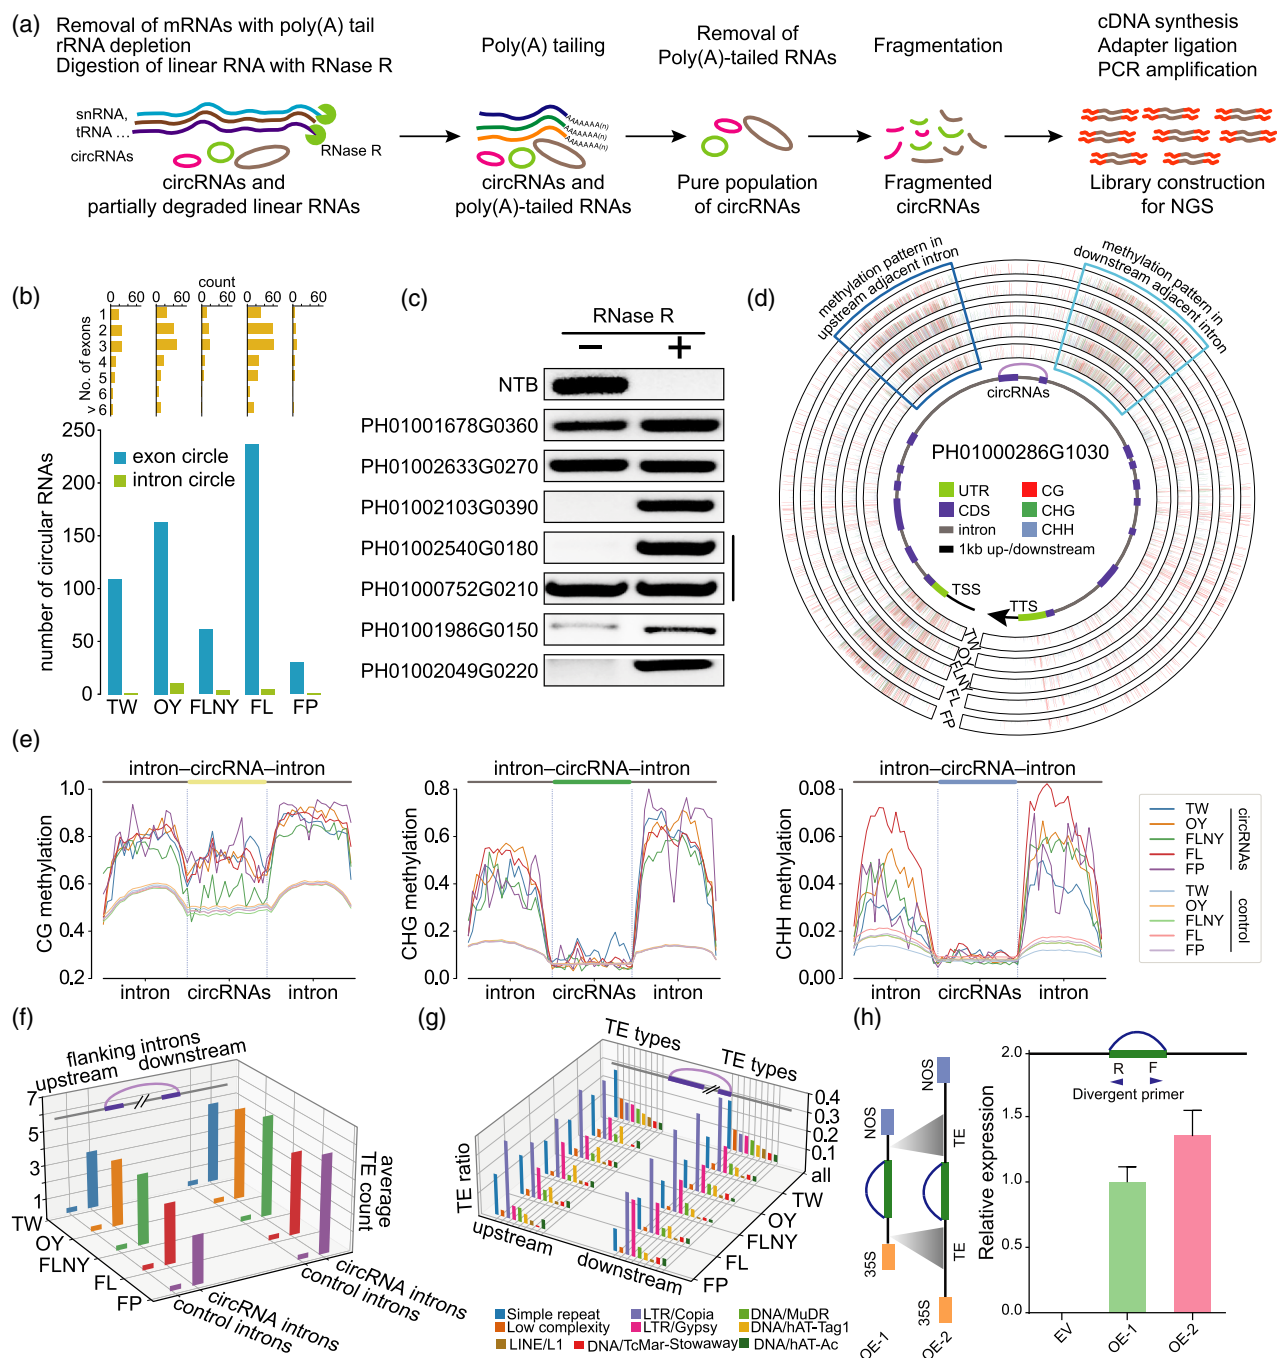 (a)
Removal of mRNAs with poly(A) tail
rRNA depletion
Digestion of linear RNA with RNase R
snRNA,
tRNA ...
circRNAs
RNase R
circRNAs and
partially degraded linear RNAs
Poly(A) tailing
AAAAAAA(n)
AAAAAAA(n)
AAAAAAA(n)
circRNAs and
poly(A)-tailed RNAs
Removal of
Poly(A)-tailed RNAs
Pure population
of circRNAs
Fragmentation
Fragmented
circRNAs
cDNA synthesis
Adapter ligation
PCR amplification
Library construction
for NGS
(b)
count
0 60 0 60 0 60 0 60 0 60
No. of exons
1
2
3
4
5
6
> 6
number of circular RNAs
250
200
150
100
50
0
exon circle
intron circle
TW OY FLNY FL FP
(c)
RNase R
− +
NTB
PH01001678G0360
PH01002633G0270
PH01002103G0390
PH01002540G0180
PH01000752G0210
PH01001986G0150
PH01002049G0220
(d)
methylation pattern in
upstream adjacent intron
methylation pattern in
downstream adjacent intron
circRNAs
PH01000286G1030
UTR CG
CDS CHG
intron CHH
1kb up-/downstream
TSS
TTS
TW
OY
FLNY
FL
FP
(e)
intron–circRNA–intron
CG methylation
1.0
0.8
0.6
0.4
0.2
intron circRNAs intron
intron–circRNA–intron
CHG methylation
0.8
0.6
0.4
0.2
0.0
intron circRNAs intron
intron–circRNA–intron
CHH methylation
0.08
0.06
0.04
0.02
0.00
intron circRNAs intron
TW
OY
FLNY
FL
FP
circRNAs
TW
OY
FLNY
FL
FP
control
(f)
flanking introns
upstream downstream
7
5
3
1
average
TE count
TW
OY
FLNY
FL
FP
circRNA introns
control introns
circRNA introns
control introns
(g)
TE types
TE types
0.4
0.3
0.2
0.1
all
TE ratio
TW
OY
FLNY
FL
FP
upstream
downstream
Simple repeat LTR/Copia DNA/MuDR
Low complexity LTR/Gypsy DNA/hAT-Tag1
LINE/L1 DNA/TcMar-Stowaway DNA/hAT-Ac
(h)
NOS
35S
OE-1
NOS
TE
TE
35S
OE-2
Relative expression
2.0
1.5
1.0
0.5
0.0
R F
Divergent primer
EV OE-1 OE-2